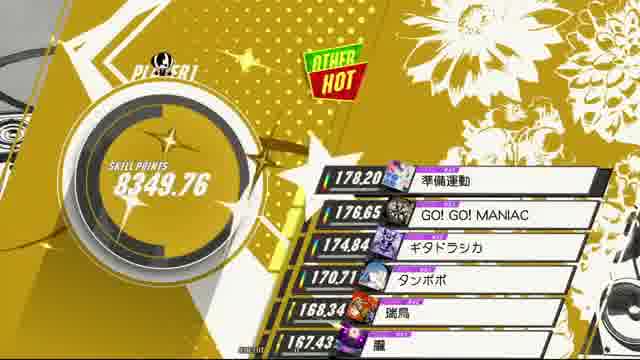 PLAYER1
OTHER
HOT
SKILL POINTS
8349.76
178.20 準備運動
176.65 GO! GO! MANIAC
174.84 ギタドラシカ
170.71 タンポポ
168.34 瑞鳥
167.43 朧